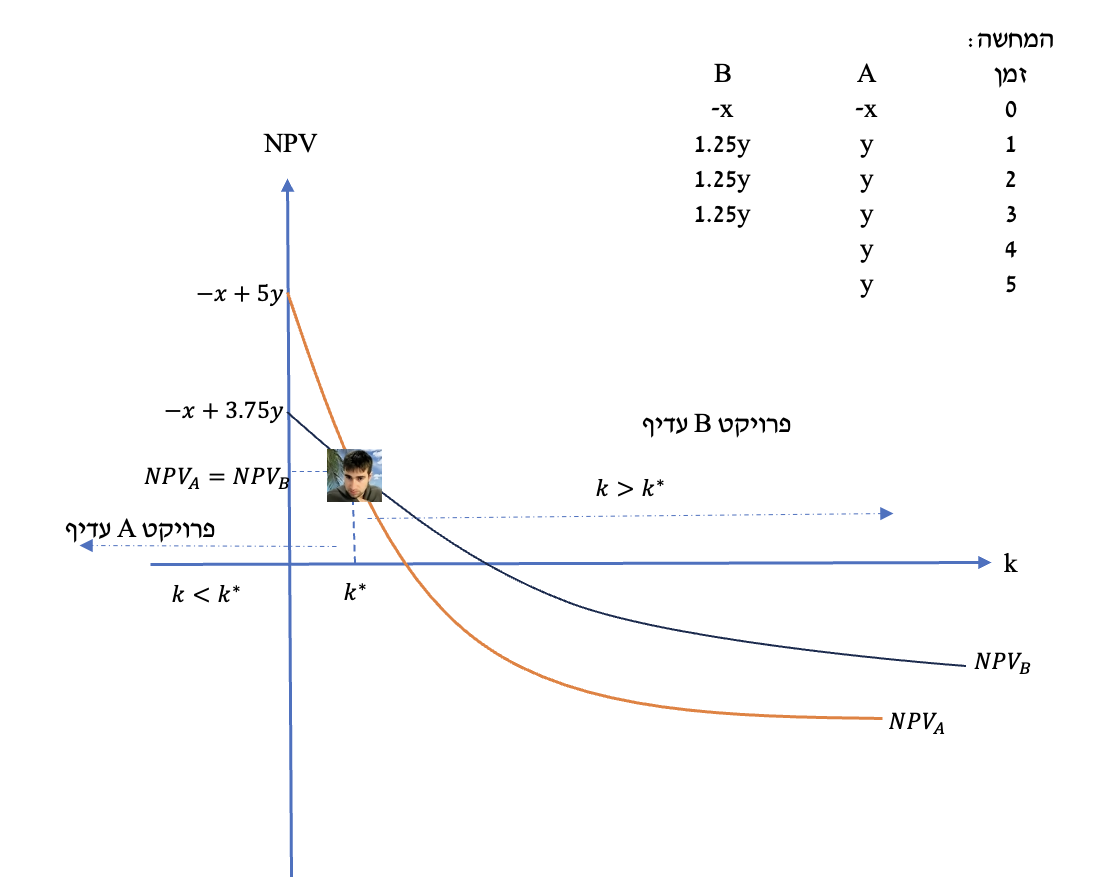 המחשה:
זמן A B
0 -x -x
1 y 1.25y
2 y 1.25y
3 y 1.25y
4 y
5 y
NPV
−x + 5y
−x + 3.75y
פרויקט B עדיף
NPV_A = NPV_B
k > k*
פרויקט A עדיף
k
k < k*
k*
NPV_B
NPV_A